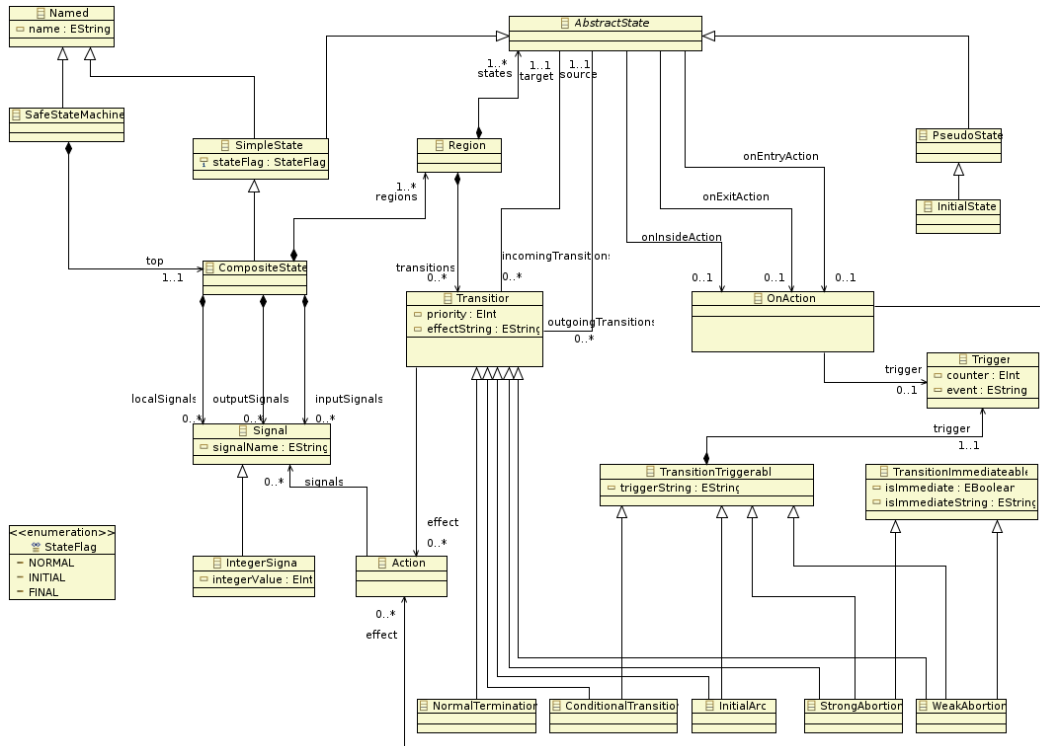 Named
name : EString
AbstractState
1..*
states
1..1
target
1..1
source
SafeStateMachine
SimpleState
stateFlag : StateFlag
Region
PseudoState
InitialState
onEntryAction
onExitAction
onInsideAction
1..*
regions
top
1..1
CompositeState
transitions
0..*
incomingTransitions
0..*
0..1
0..1
0..1
Transition
priority : EInt
effectString : EString
outgoingTransitions
0..*
OnAction
trigger
0..1
Trigger
counter : EInt
event : EString
trigger
1..1
localSignals
0..*
outputSignals
0..*
inputSignals
0..*
Signal
signalName : EString
0..*
signals
TransitionTriggerabl
triggerString : EString
TransitionImmediateable
isImmediate : EBoolear
isImmediateString : EString
<<enumeration>>
StateFlag
NORMAL
INITIAL
FINAL
effect
0..*
IntegerSigna
integerValue : EInt
Action
0..*
effect
NormalTermination
ConditionalTransition
InitialArc
StrongAbortion
WeakAbortion